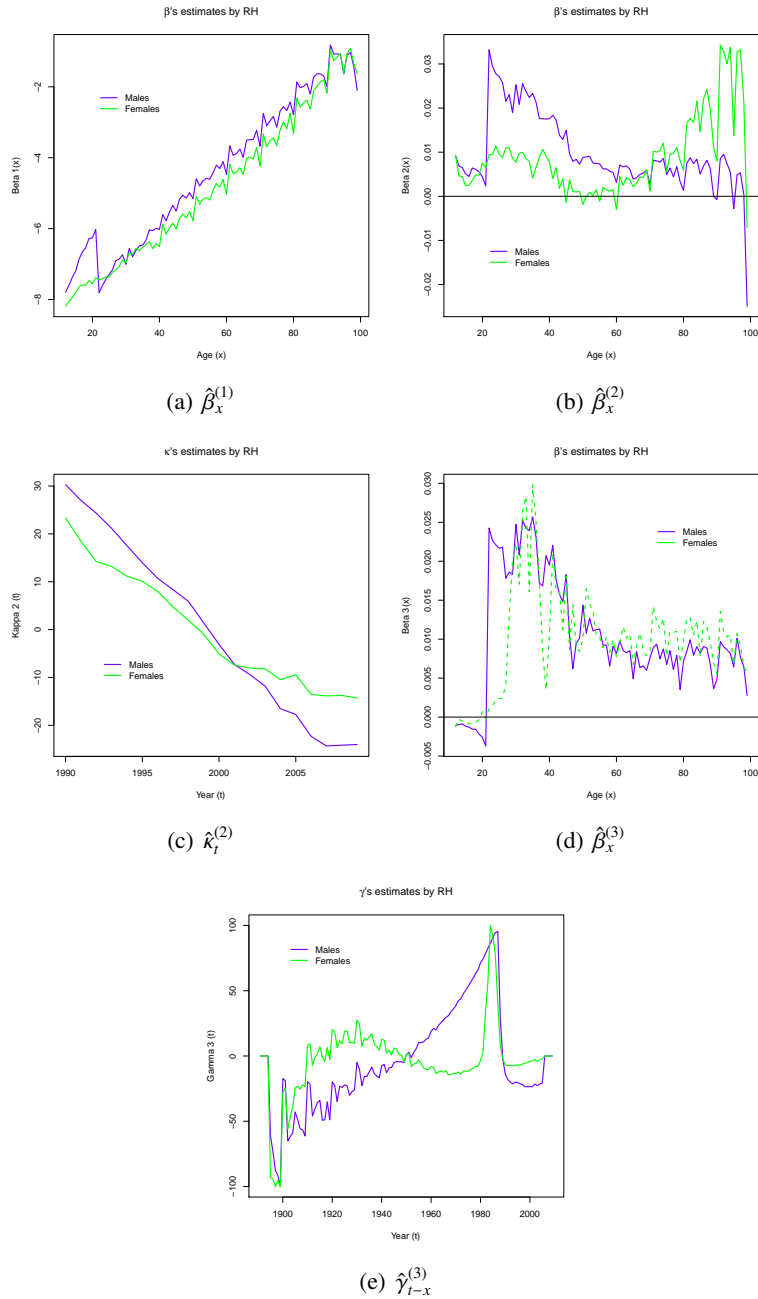 β's estimates by RH
Beta 1(x)
−2
−4
−6
−8
Males
Females
20 40 60 80 100
Age (x)
(a) β̂_x^(1)
β's estimates by RH
Beta 2(x)
0.03
0.02
0.01
0.00
−0.01
−0.02
Males
Females
20 40 60 80 100
Age (x)
(b) β̂_x^(2)
κ's estimates by RH
Kappa 2 (t)
30
20
10
0
−10
−20
Males
Females
1990 1995 2000 2005
Year (t)
(c) κ̂_t^(2)
β's estimates by RH
Beta 3(x)
0.030
0.025
0.020
0.015
0.010
0.005
0.000
−0.005
Males
Females
20 40 60 80 100
Age (x)
(d) β̂_x^(3)
γ's estimates by RH
Gamma 3 (t)
100
50
0
−50
−100
Males
Females
1900 1920 1940 1960 1980 2000
Year (t)
(e) γ̂_{t−x}^(3)